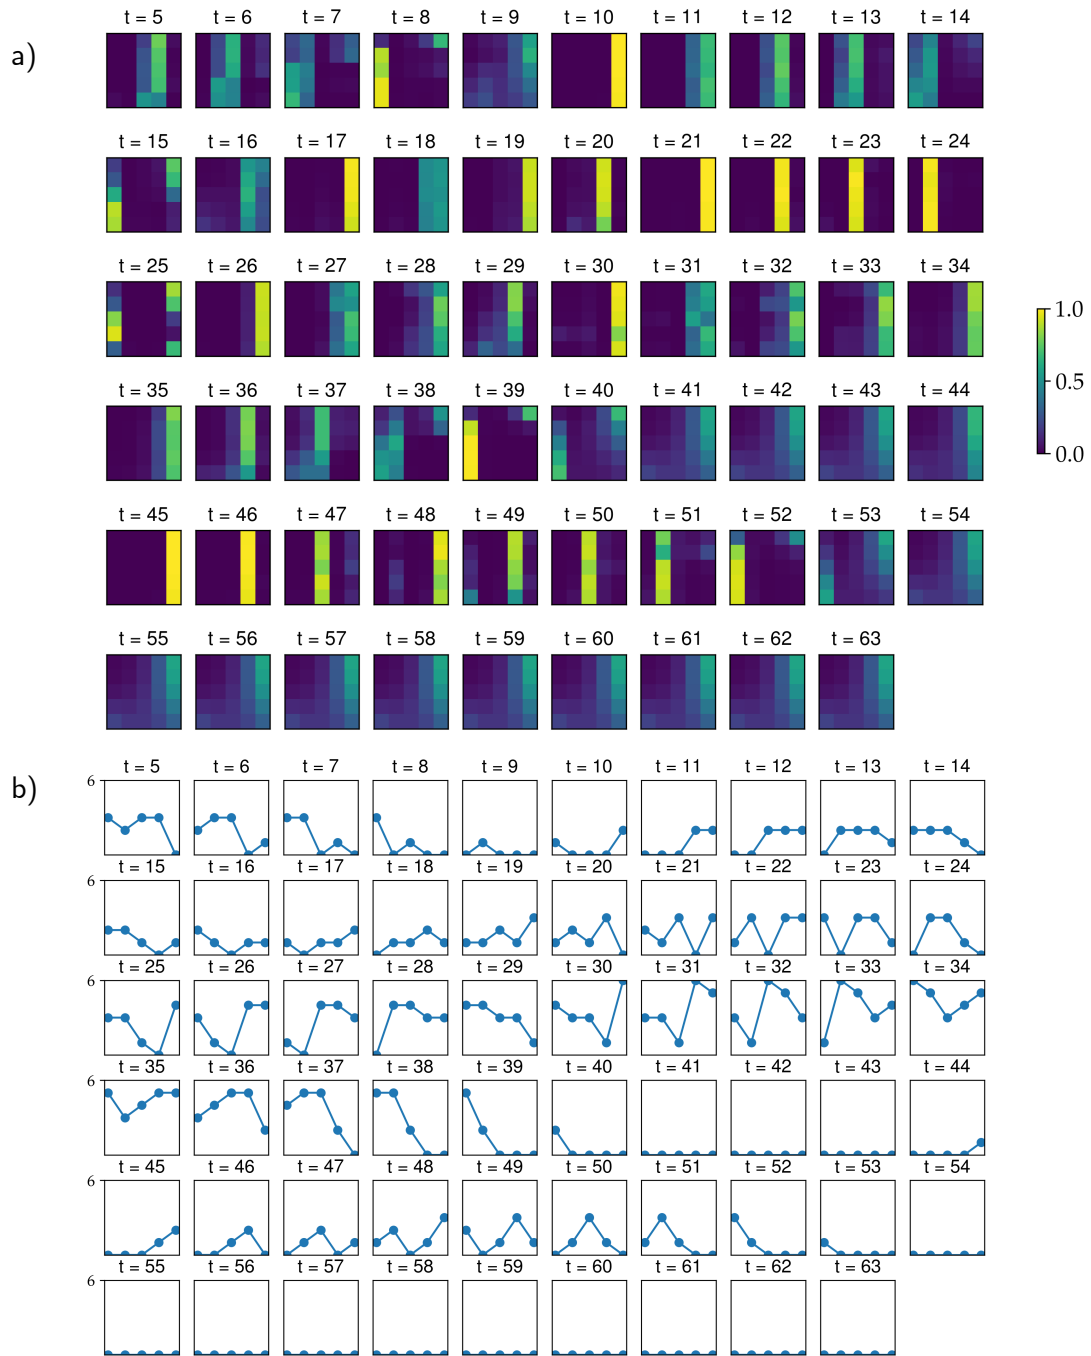 t = 5 t = 6 t = 7 t = 8 t = 9 t = 10 t = 11 t = 12 t = 13 t = 14
a)
t = 15 t = 16 t = 17 t = 18 t = 19 t = 20 t = 21 t = 22 t = 23 t = 24
t = 25 t = 26 t = 27 t = 28 t = 29 t = 30 t = 31 t = 32 t = 33 t = 34
1.0
t = 35 t = 36 t = 37 t = 38 t = 39 t = 40 t = 41 t = 42 t = 43 t = 44
0.5
0.0
t = 45 t = 46 t = 47 t = 48 t = 49 t = 50 t = 51 t = 52 t = 53 t = 54
t = 55 t = 56 t = 57 t = 58 t = 59 t = 60 t = 61 t = 62 t = 63
b)
t = 5 t = 6 t = 7 t = 8 t = 9 t = 10 t = 11 t = 12 t = 13 t = 14
6
t = 15 t = 16 t = 17 t = 18 t = 19 t = 20 t = 21 t = 22 t = 23 t = 24
6
t = 25 t = 26 t = 27 t = 28 t = 29 t = 30 t = 31 t = 32 t = 33 t = 34
6
t = 35 t = 36 t = 37 t = 38 t = 39 t = 40 t = 41 t = 42 t = 43 t = 44
6
t = 45 t = 46 t = 47 t = 48 t = 49 t = 50 t = 51 t = 52 t = 53 t = 54
6
t = 55 t = 56 t = 57 t = 58 t = 59 t = 60 t = 61 t = 62 t = 63
6